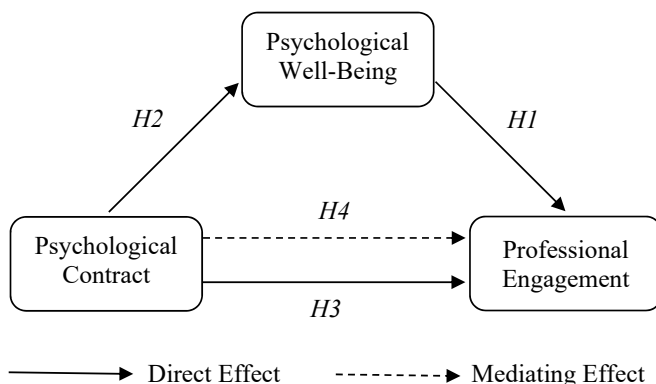 Psychological
Well-Being
H2
H1
H4
Psychological
Contract
Professional
Engagement
H3
Direct Effect
Mediating Effect